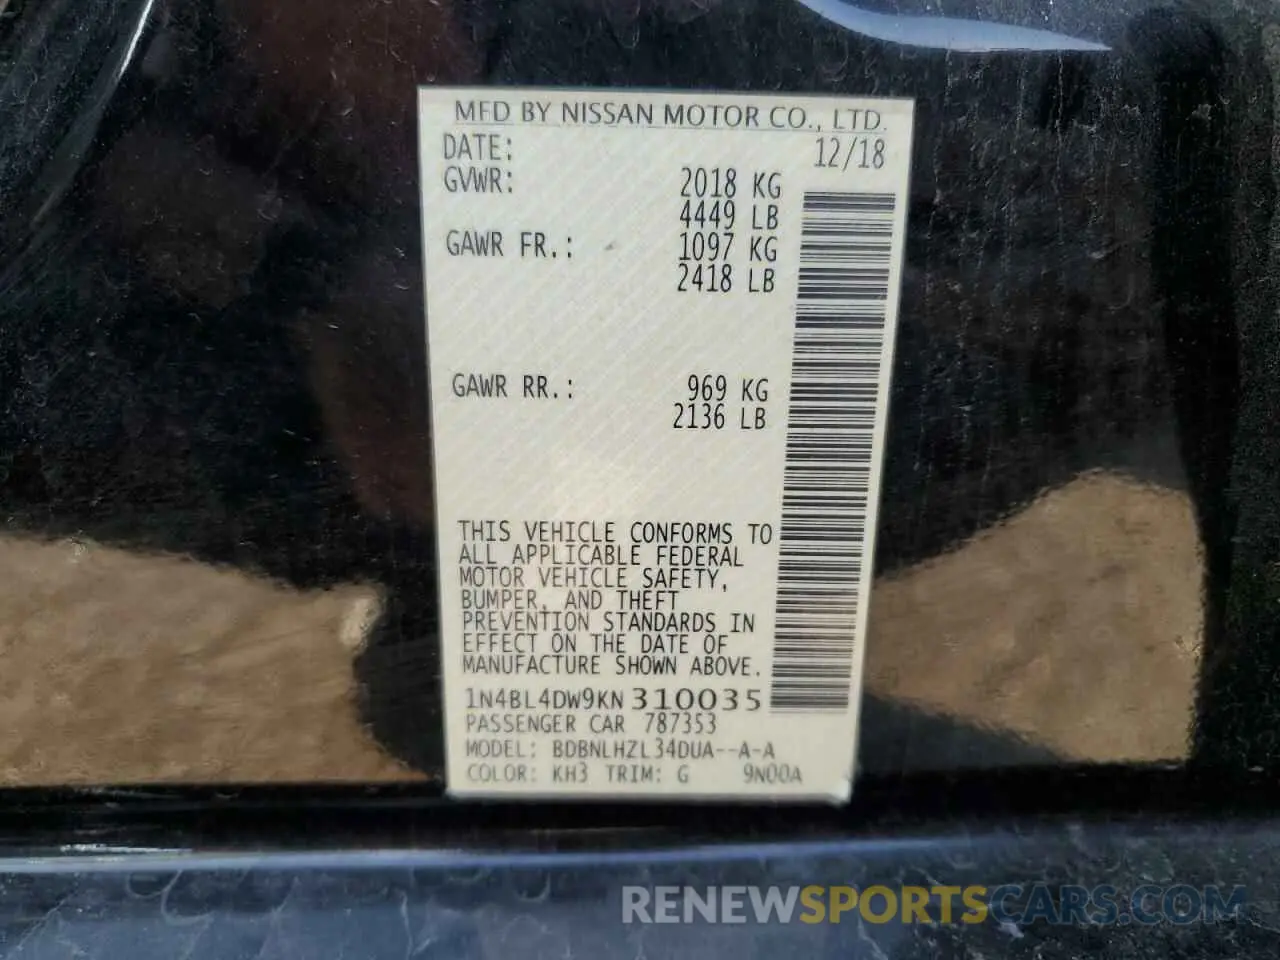 MFD BY NISSAN MOTOR CO., LTD.
DATE: 12/18
GVWR: 2018 KG
4449 LB
GAWR FR.: 1097 KG
2418 LB
GAWR RR.: 969 KG
2136 LB
THIS VEHICLE CONFORMS TO
ALL APPLICABLE FEDERAL
MOTOR VEHICLE SAFETY,
BUMPER, AND THEFT
PREVENTION STANDARDS IN
EFFECT ON THE DATE OF
MANUFACTURE SHOWN ABOVE.
1N4BL4DW9KN310035
PASSENGER CAR 787353
MODEL: BDBNLHZL34DUA--A-A
COLOR: KH3 TRIM: G 9N00A
RENEWSPORTSCARS.COM